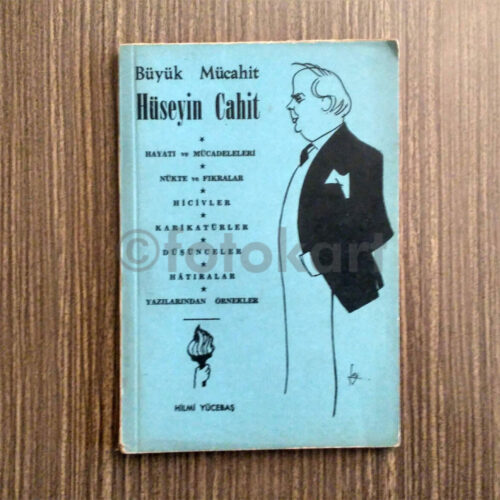 Büyük Mücahit
Hüseyin Cahit
★
HAYATI ve MÜCADELELERİ
★
NÜKTE ve FIKRALAR
★
HİCİVLER
★
KARİKATÜRLER
★
DÜŞÜNCELER
★
HÂTIRALAR
★
YAZILARINDAN ÖRNEKLER
HİLMİ YÜCEBAŞ
©fotokart